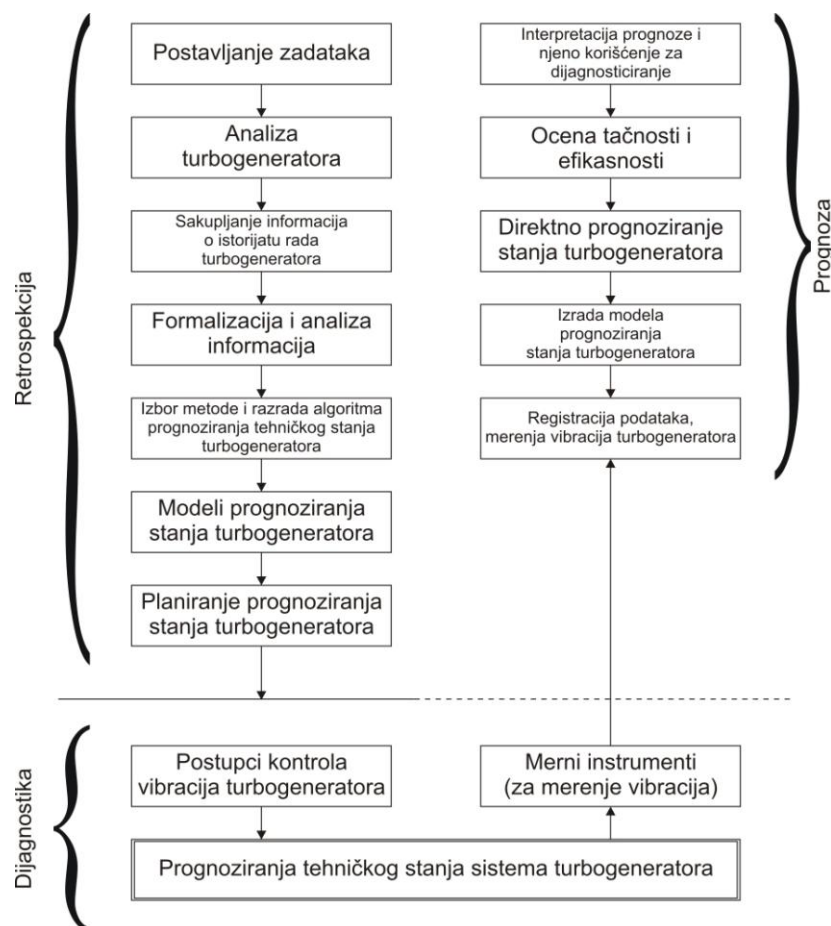 Retrospekcija
Postavljanje zadataka
Analiza
turbogeneratora
Sakupljanje informacija
o istorijatu rada
turbogeneratora
Formalizacija i analiza
informacija
Izbor metode i razrada algoritma
prognoziranja tehničkog stanja
turbogeneratora
Modeli prognoziranja
stanja turbogeneratora
Planiranje prognoziranja
stanja turbogeneratora
Prognoza
Interpretacija prognoze i
njeno korišćenje za
dijagnosticiranje
Ocena tačnosti i
efikasnosti
Direktno prognoziranje
stanja turbogeneratora
Izrada modela
prognoziranja
stanja turbogeneratora
Registracija podataka,
merenja vibracija turbogeneratora
Dijagnostika
Postupci kontrola
vibracija turbogeneratora
Merni instrumenti
(za merenje vibracija)
Prognoziranja tehničkog stanja sistema turbogeneratora